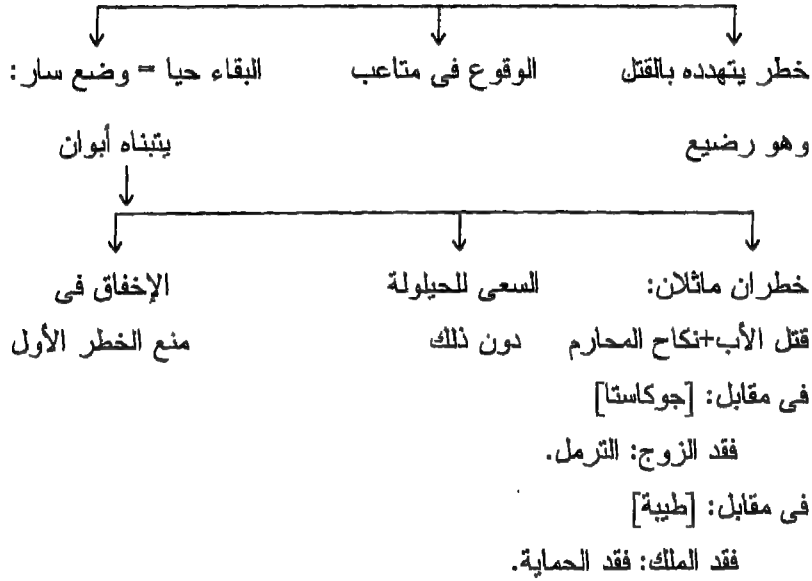 خطر يتهدده بالقتل الوقوع فى متاعب البقاء حيا = وضع سار:
وهو رضيع يتبناه أبوان
خطران ماثلان: السعى للحيلولة الإخفاق فى
قتل الأب+نكاح المحارم دون ذلك منع الخطر الأول
فى مقابل: [جوكاستا]
فقد الزوج: الترمل.
فى مقابل: [طيبة]
فقد الملك: فقد الحماية.